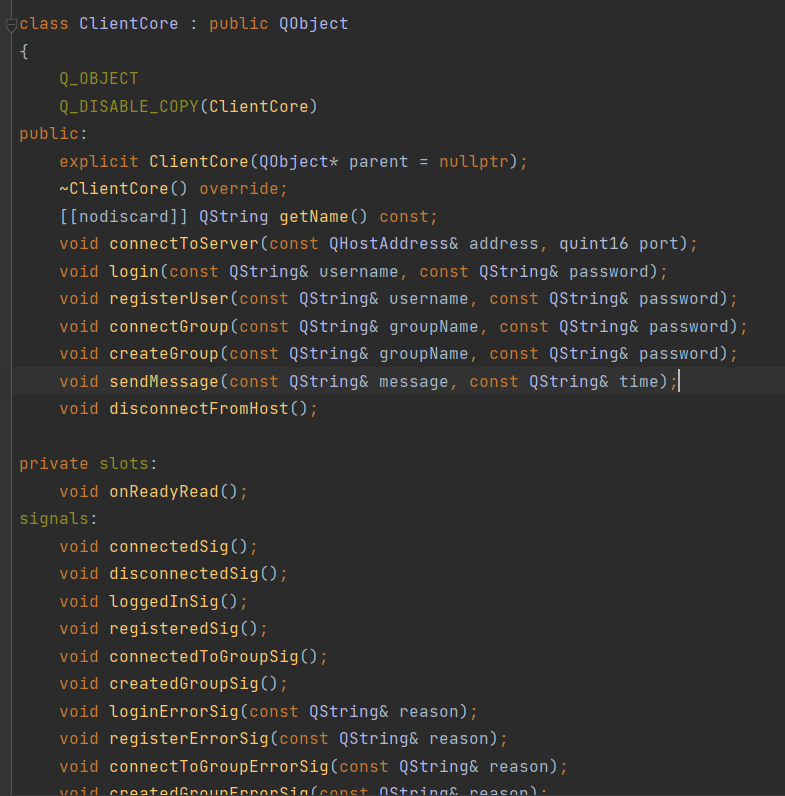 class ClientCore : public QObject
{
    Q_OBJECT
    Q_DISABLE_COPY(ClientCore)
public:
    explicit ClientCore(QObject* parent = nullptr);
    ~ClientCore() override;
    [[nodiscard]] QString getName() const;
    void connectToServer(const QHostAddress& address, quint16 port);
    void login(const QString& username, const QString& password);
    void registerUser(const QString& username, const QString& password);
    void connectGroup(const QString& groupName, const QString& password);
    void createGroup(const QString& groupName, const QString& password);
    void sendMessage(const QString& message, const QString& time);
    void disconnectFromHost();

private slots:
    void onReadyRead();
signals:
    void connectedSig();
    void disconnectedSig();
    void loggedInSig();
    void registeredSig();
    void connectedToGroupSig();
    void createdGroupSig();
    void loginErrorSig(const QString& reason);
    void registerErrorSig(const QString& reason);
    void connectToGroupErrorSig(const QString& reason);
    void createdGroupErrorSig(const QString& reason);